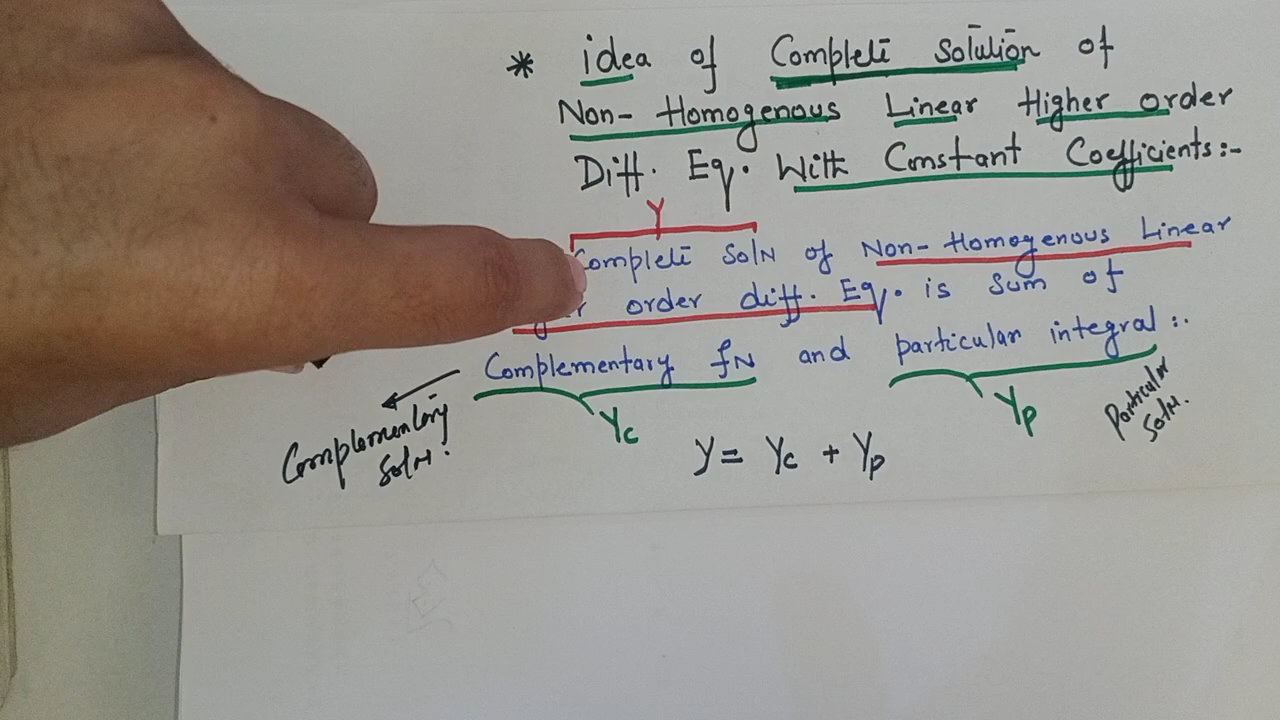 * idea of Complete solution of
Non-Homogenous Linear Higher order
Diff. Eq. With Constant Coefficients:-
Y
Complete SolN of Non-Homogenous Linear
order diff. Eq. is sum of
Complementary fN and particular integral:.
Complementary SolN.
Yc
Yp
Particular SolN.
Y= Yc + Yp